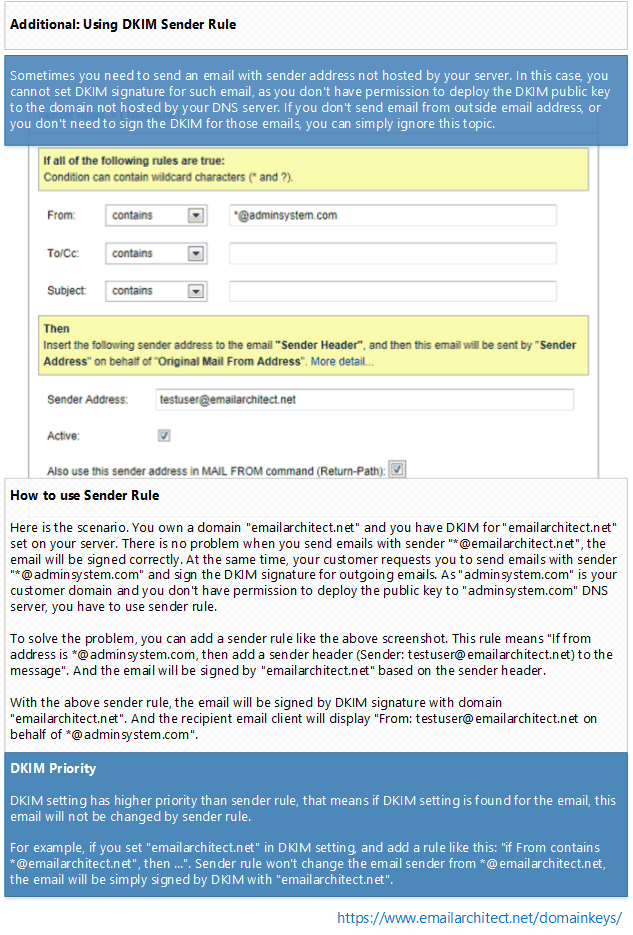 Additional: Using DKIM Sender Rule
Sometimes you need to send an email with sender address not hosted by your server. In this case, you
cannot set DKIM signature for such email, as you don't have permission to deploy the DKIM public key
to the domain not hosted by your DNS server. If you don't send email from outside email address, or
you don't need to sign the DKIM for those emails, you can simply ignore this topic.
If all of the following rules are true:
Condition can contain wildcard characters (* and ?).
From: contains *@adminsystem.com
To/Cc: contains
Subject: contains
Then
Insert the following sender address to the email "Sender Header", and then this email will be sent by "Sender
Address" on behalf of "Original Mail From Address". More detail...
Sender Address: testuser@emailarchitect.net
Active:
Also use this sender address in MAIL FROM command (Return-Path):
How to use Sender Rule
Here is the scenario. You own a domain "emailarchitect.net" and you have DKIM for "emailarchitect.net"
set on your server. There is no problem when you send emails with sender "*@emailarchitect.net", the
email will be signed correctly. At the same time, your customer requests you to send emails with sender
"*@adminsystem.com" and sign the DKIM signature for outgoing emails. As "adminsystem.com" is your
customer domain and you don't have permission to deploy the public key to "adminsystem.com" DNS
server, you have to use sender rule.
To solve the problem, you can add a sender rule like the above screenshot. This rule means "If from
address is *@adminsystem.com, then add a sender header (Sender: testuser@emailarchitect.net) to the
message". And the email will be signed by "emailarchitect.net" based on the sender header.
With the above sender rule, the email will be signed by DKIM signature with domain
"emailarchitect.net". And the recipient email client will display "From: testuser@emailarchitect.net on
behalf of *@adminsystem.com".
DKIM Priority
DKIM setting has higher priority than sender rule, that means if DKIM setting is found for the email, this
email will not be changed by sender rule.
For example, if you set "emailarchitect.net" in DKIM setting, and add a rule like this: "if From contains
*@emailarchitect.net", then ...". Sender rule won't change the email sender from *@emailarchitect.net,
the email will be simply signed by DKIM with "emailarchitect.net".
https://www.emailarchitect.net/domainkeys/